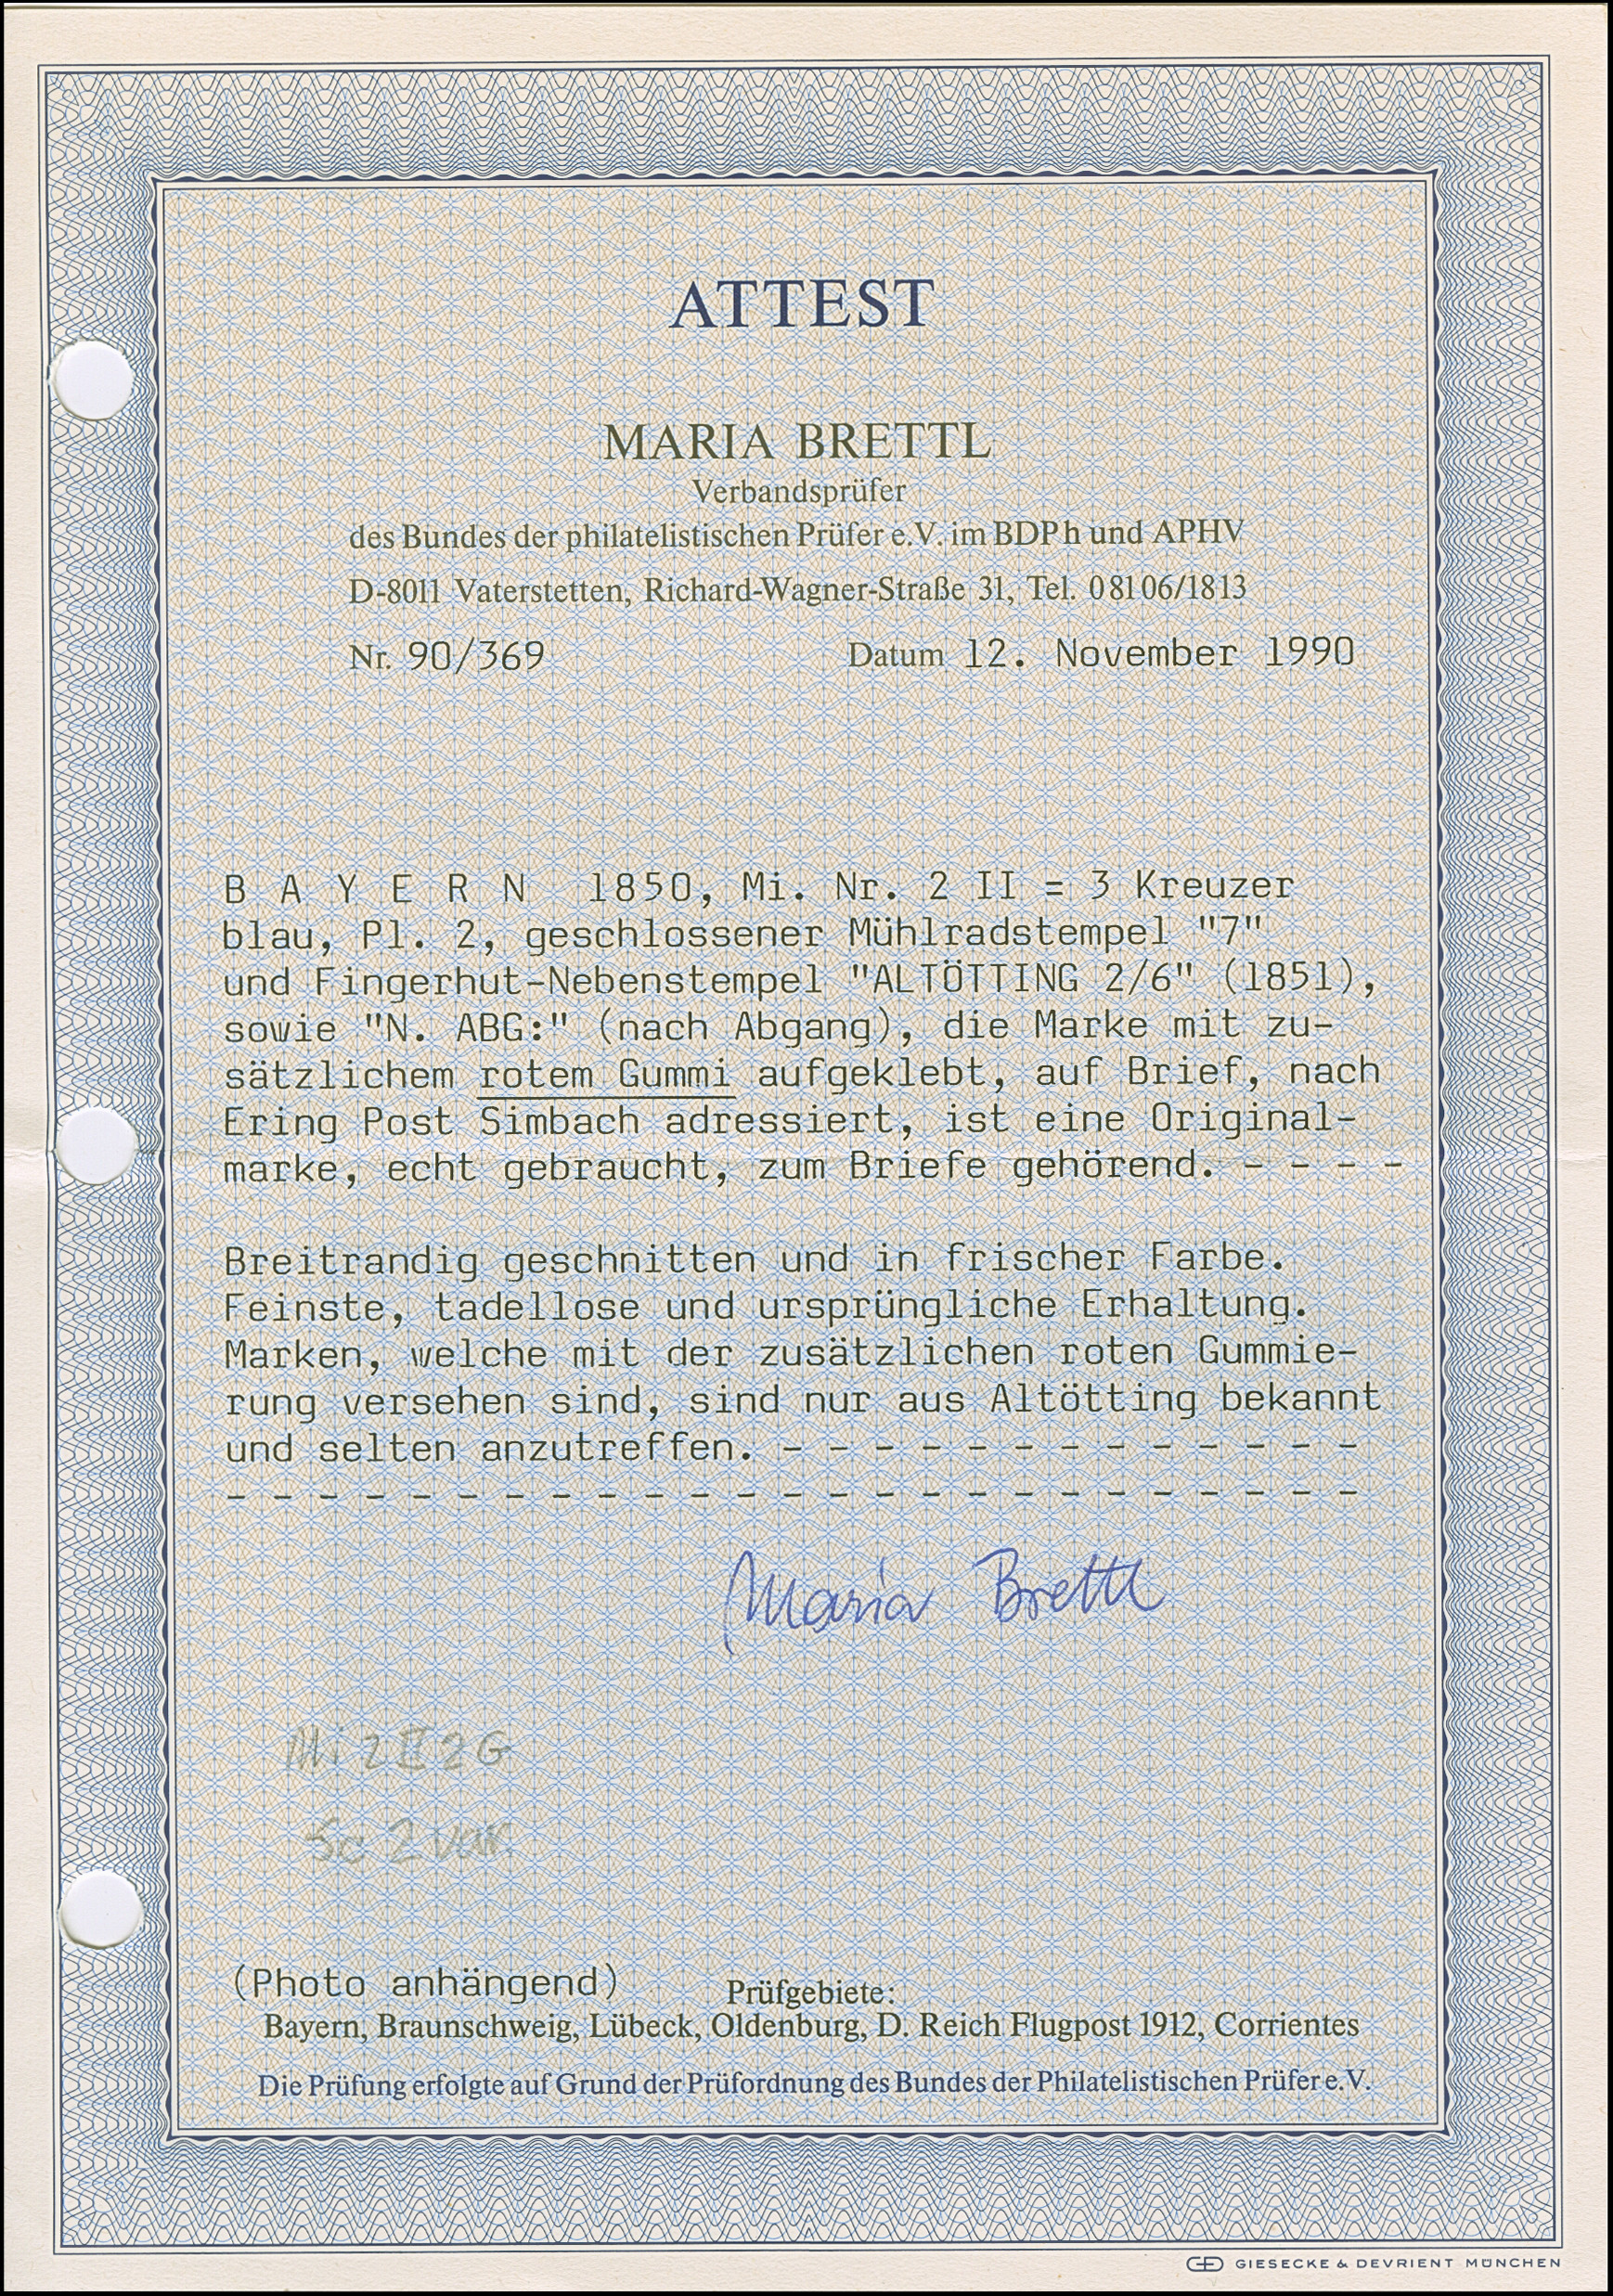 ATTEST
MARIA BRETTL
Verbandsprüfer
des Bundes der philatelistischen Prüfer e.V. im BDPh und APHV
D-8011 Vaterstetten, Richard-Wagner-Straße 31, Tel. 08106/1813
Nr. 90/369 Datum 12. November 1990
B A Y E R N 1850, Mi. Nr. 2 II = 3 Kreuzer
blau, Pl. 2, geschlossener Mühlradstempel "7"
und Fingerhut-Nebenstempel "ALTÖTTING 2/6" (1851),
sowie "N. ABG:" (nach Abgang), die Marke mit zu-
sätzlichem rotem Gummi aufgeklebt, auf Brief, nach
Ering Post Simbach adressiert, ist eine Original-
marke, echt gebraucht, zum Briefe gehörend. - - - -
Breitrandig geschnitten und in frischer Farbe.
Feinste, tadellose und ursprüngliche Erhaltung.
Marken, welche mit der zusätzlichen roten Gummie-
rung versehen sind, sind nur aus Altötting bekannt
und selten anzutreffen. - - - - - - - - - - - - -
- - - - - - - - - - - - - - - - - - - - - - - - -
Maria Brettl
Mi 2 II 2 G
Sc 2 var.
(Photo anhängend) Prüfgebiete:
Bayern, Braunschweig, Lübeck, Oldenburg, D. Reich Flugpost 1912, Corrientes
Die Prüfung erfolgte auf Grund der Prüfordnung des Bundes der Philatelistischen Prüfer e.V.
GIESECKE & DEVRIENT MÜNCHEN